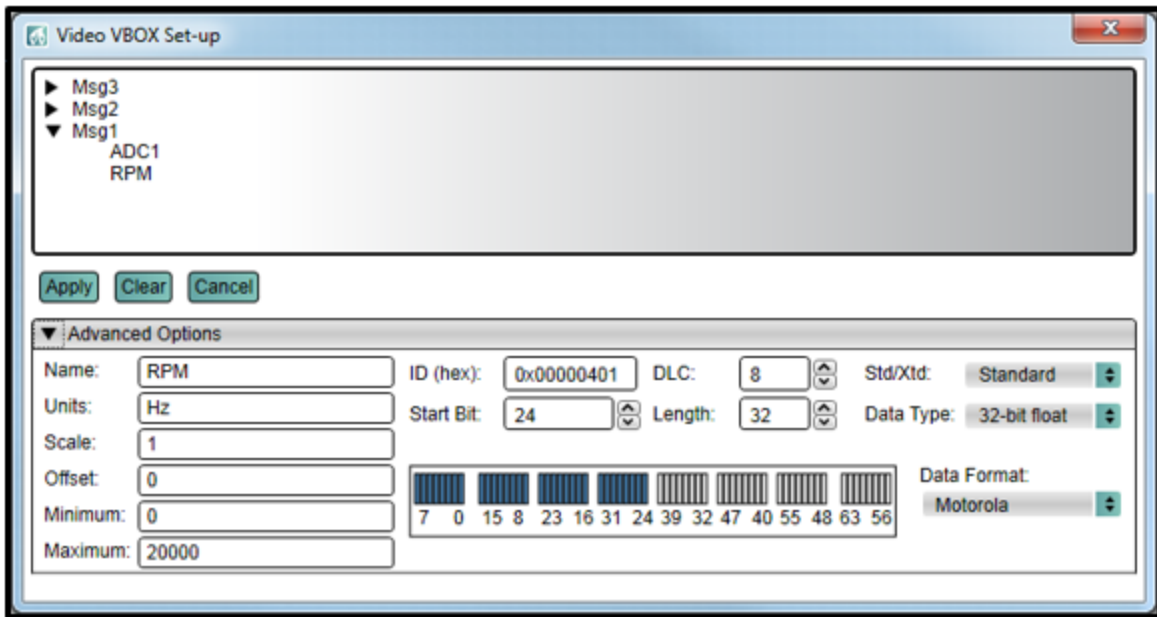 Video VBOX Set-up
X
Msg3
Msg2
Msg1
ADC1
RPM
Apply Clear Cancel
Advanced Options
Name: RPM ID (hex): 0x00000401 DLC: 8 Std/Xtd: Standard
Units: Hz Start Bit: 24 Length: 32 Data Type: 32-bit float
Scale: 1
Offset: 0 Data Format:
Minimum: 0 7 0 15 8 23 16 31 24 39 32 47 40 55 48 63 56 Motorola
Maximum: 20000